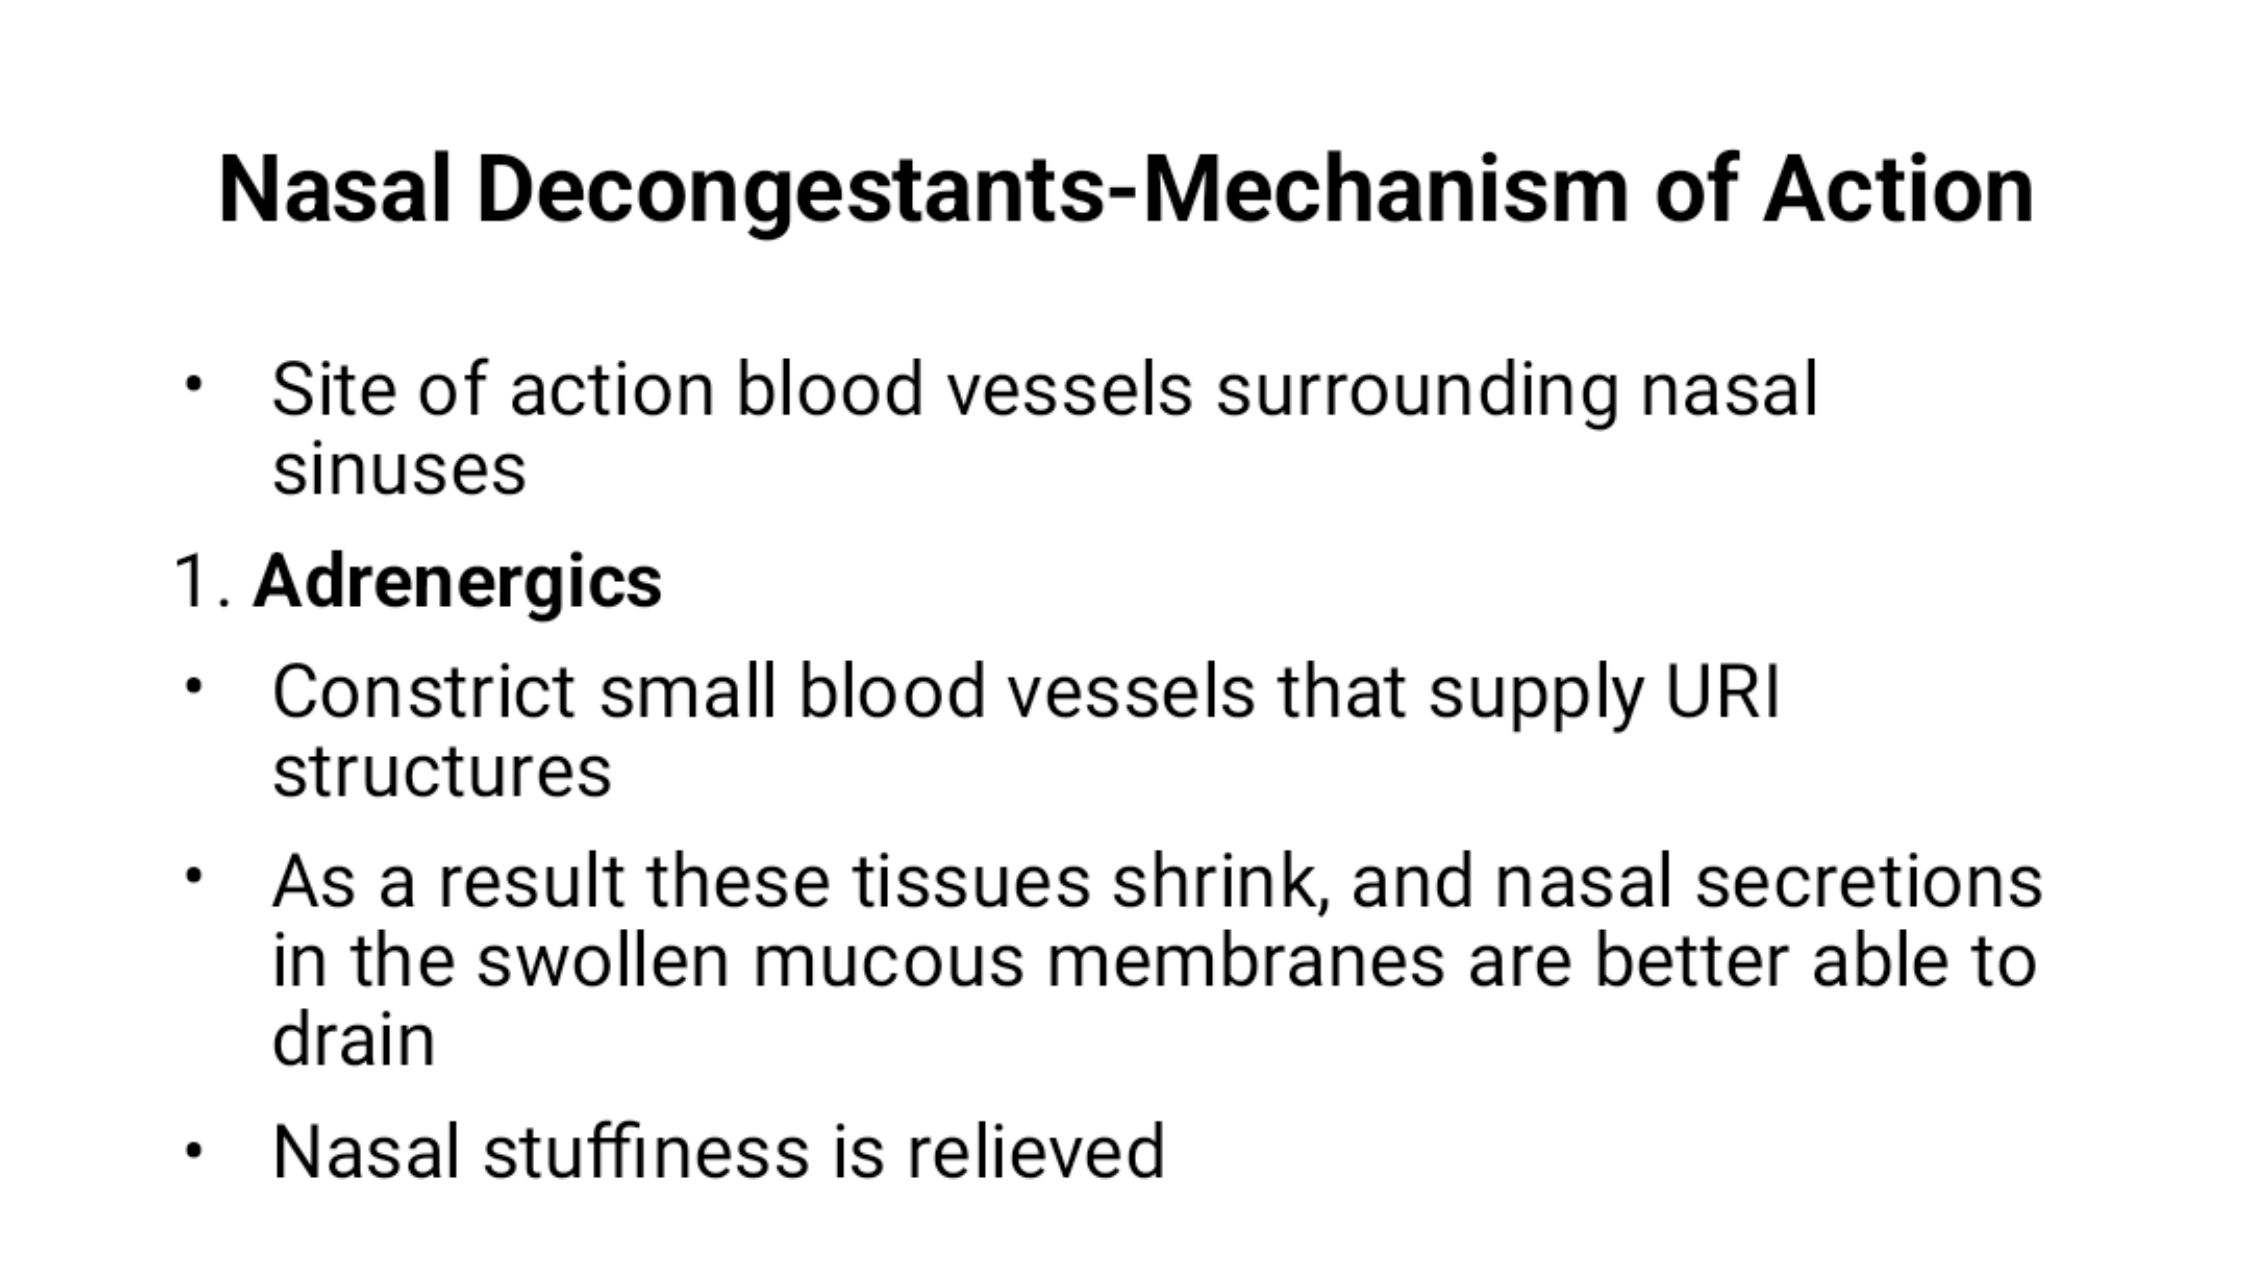 Nasal Decongestants-Mechanism of Action
• Site of action blood vessels surrounding nasal
sinuses
1. Adrenergics
• Constrict small blood vessels that supply URI
structures
• As a result these tissues shrink, and nasal secretions
in the swollen mucous membranes are better able to
drain
• Nasal stuffiness is relieved